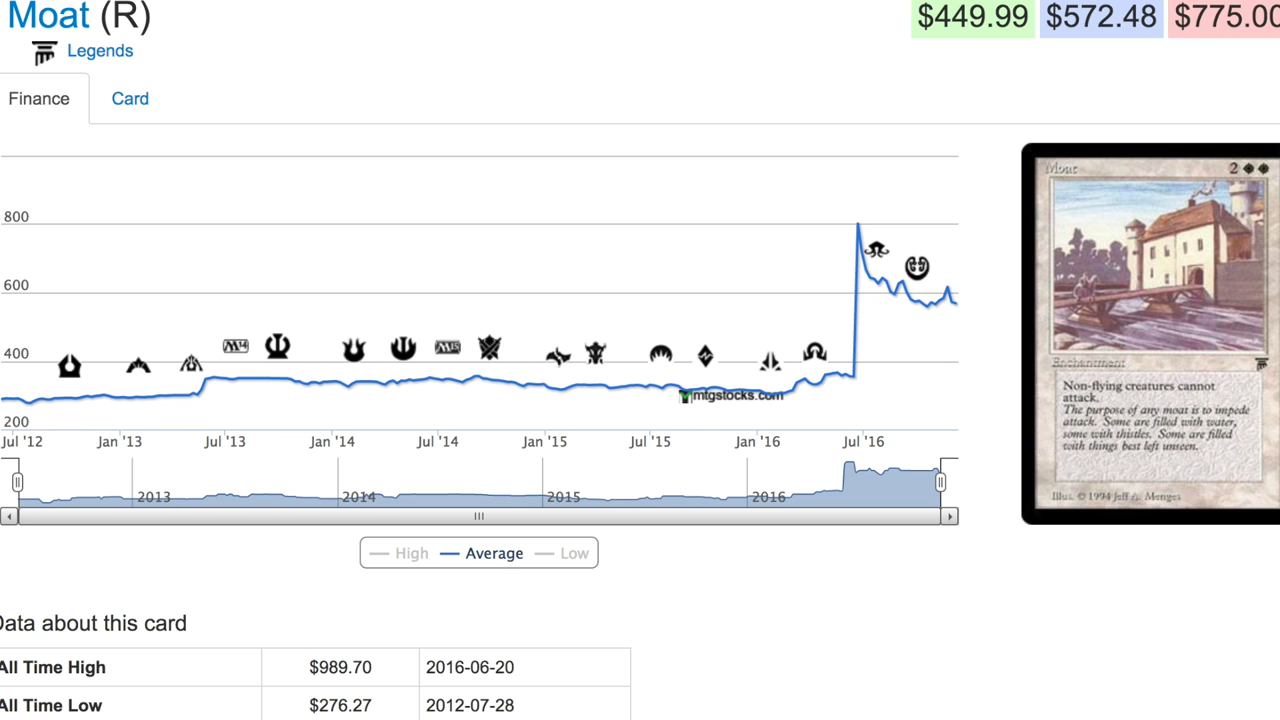 Moat (R)
$449.99 $572.48 $775.00
Legends
Finance Card
800
600
400
200
M14
M15
mtgstocks.com
Jul '12 Jan '13 Jul '13 Jan '14 Jul '14 Jan '15 Jul '15 Jan '16 Jul '16
2013 2014 2015 2016
High Average Low
Data about this card
All Time High $989.70 2016-06-20
All Time Low $276.27 2012-07-28
Moat 2
Enchantment
Non-flying creatures cannot
attack.
The purpose of any moat is to impede
attack. Some are filled with water,
some with thistles. Some are filled
with things best left unseen.
Illus. © 1994 Jeff A. Menges